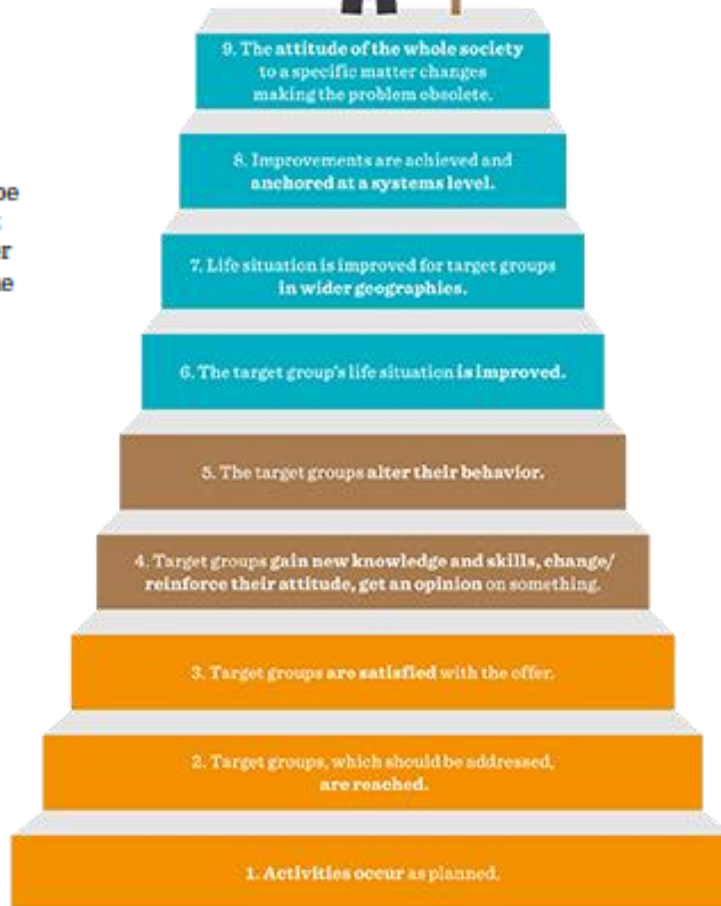 9. The attitude of the whole society
to a specific matter changes
making the problem obsolete.
8. Improvements are achieved and
anchored at a systems level.
7. Life situation is improved for target groups
in wider geographies.
6. The target group's life situation is improved.
5. The target groups alter their behavior.
4. Target groups gain new knowledge and skills, change/
reinforce their attitude, get an opinion on something.
3. Target groups are satisfied with the offer.
2. Target groups, which should be addressed,
are reached.
1. Activities occur as planned.